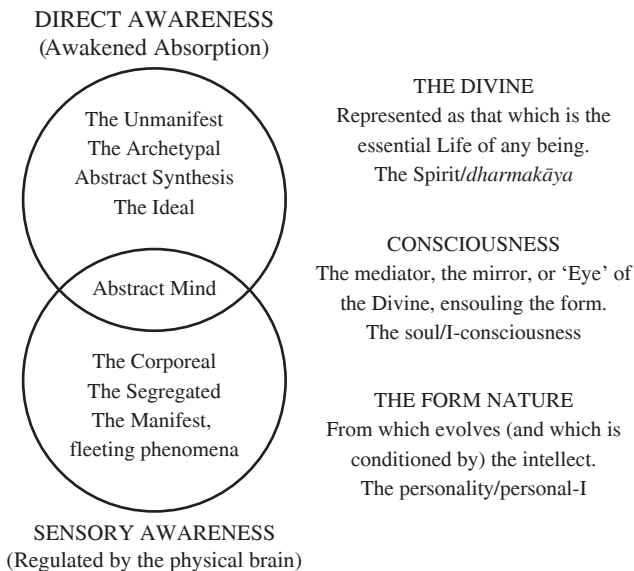 DIRECT AWARENESS
(Awakened Absorption)
The Unmanifest
The Archetypal
Abstract Synthesis
The Ideal
Abstract Mind
The Corporeal
The Segregated
The Manifest,
fleeting phenomena
SENSORY AWARENESS
(Regulated by the physical brain)
THE DIVINE
Represented as that which is the
essential Life of any being.
The Spirit/dharmakāya
CONSCIOUSNESS
The mediator, the mirror, or ‘Eye’ of
the Divine, ensouling the form.
The soul/I-consciousness
THE FORM NATURE
From which evolves (and which is
conditioned by) the intellect.
The personality/personal-I